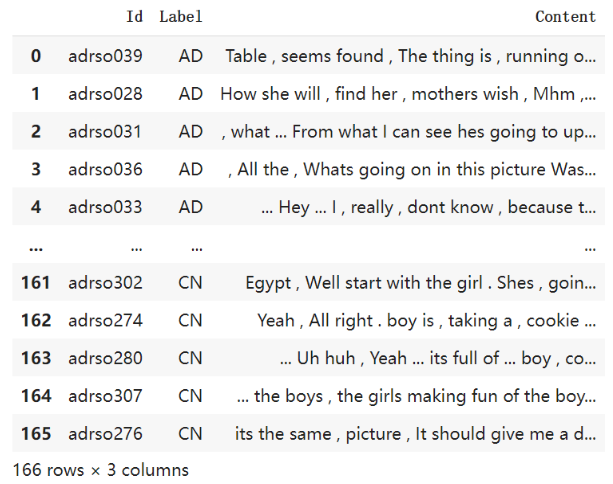 Id Label Content
0 adrso039 AD Table , seems found , The thing is , running o...
1 adrso028 AD How she will , find her , mothers wish , Mhm ,...
2 adrso031 AD , what ... From what I can see hes going to up...
3 adrso036 AD , All the , Whats going on in this picture Was...
4 adrso033 AD ... Hey ... I , really , dont know , because t...
... ... ... ...
161 adrso302 CN Egypt , Well start with the girl . Shes , goin...
162 adrso274 CN Yeah , All right . boy is , taking a , cookie ...
163 adrso280 CN ... Uh huh , Yeah ... its full of ... boy , co...
164 adrso307 CN ... the boys , the girls making fun of the boy...
165 adrso276 CN its the same , picture , It should give me a d...
166 rows × 3 columns